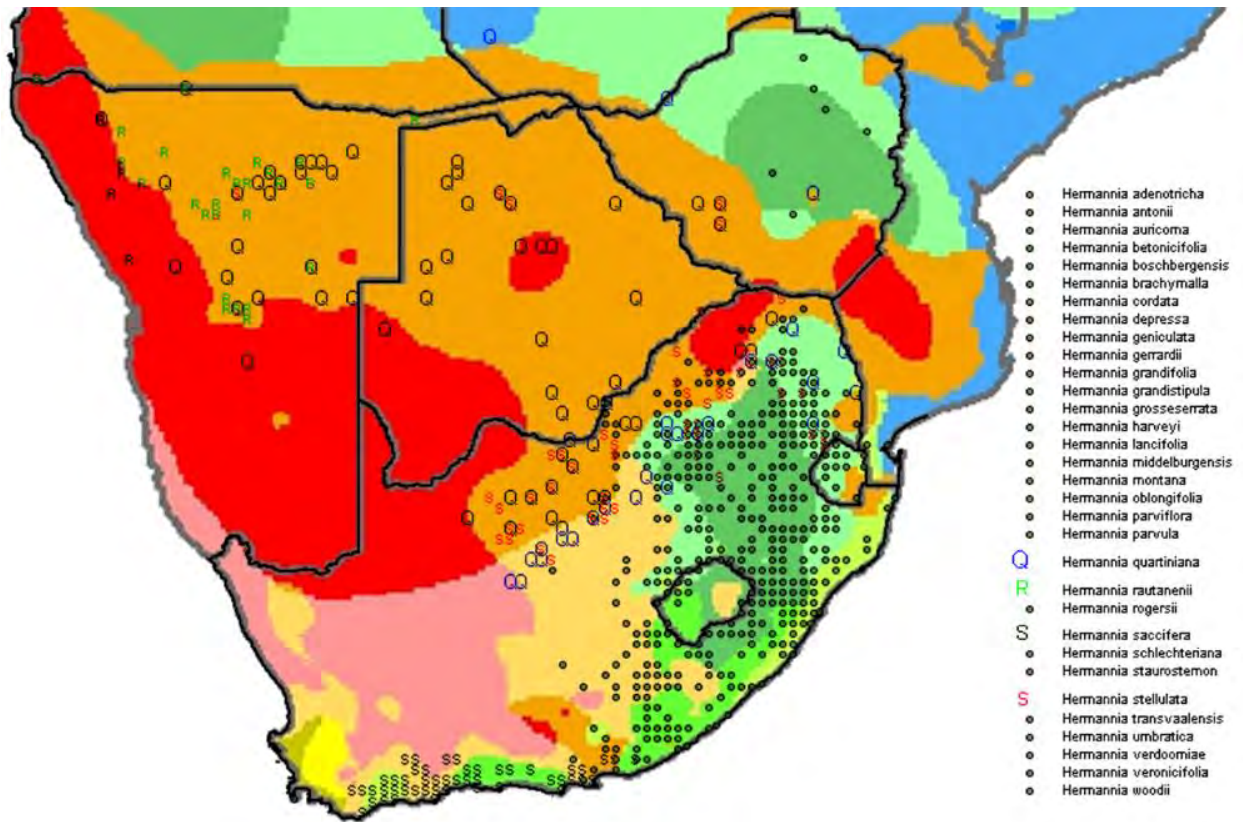 Hermannia adenotricha
Hermannia antonii
Hermannia auricoma
Hermannia betonicifolia
Hermannia boschbergensis
Hermannia brachymalla
Hermannia cordata
Hermannia depressa
Hermannia geniculata
Hermannia gerrardii
Hermannia grandifolia
Hermannia grandistipula
Hermannia grosseserrata
Hermannia harveyi
Hermannia lancifolia
Hermannia middelburgensis
Hermannia montana
Hermannia oblongifolia
Hermannia parviflora
Hermannia parvula
Q Hermannia quartiniana
R Hermannia rautanenii
Hermannia rogersii
S Hermannia saccifera
Hermannia schlechteriana
Hermannia staurostemon
S Hermannia stellulata
Hermannia transvaalensis
Hermannia umbratica
Hermannia verdoorniae
Hermannia veronicifolia
Hermannia woodii